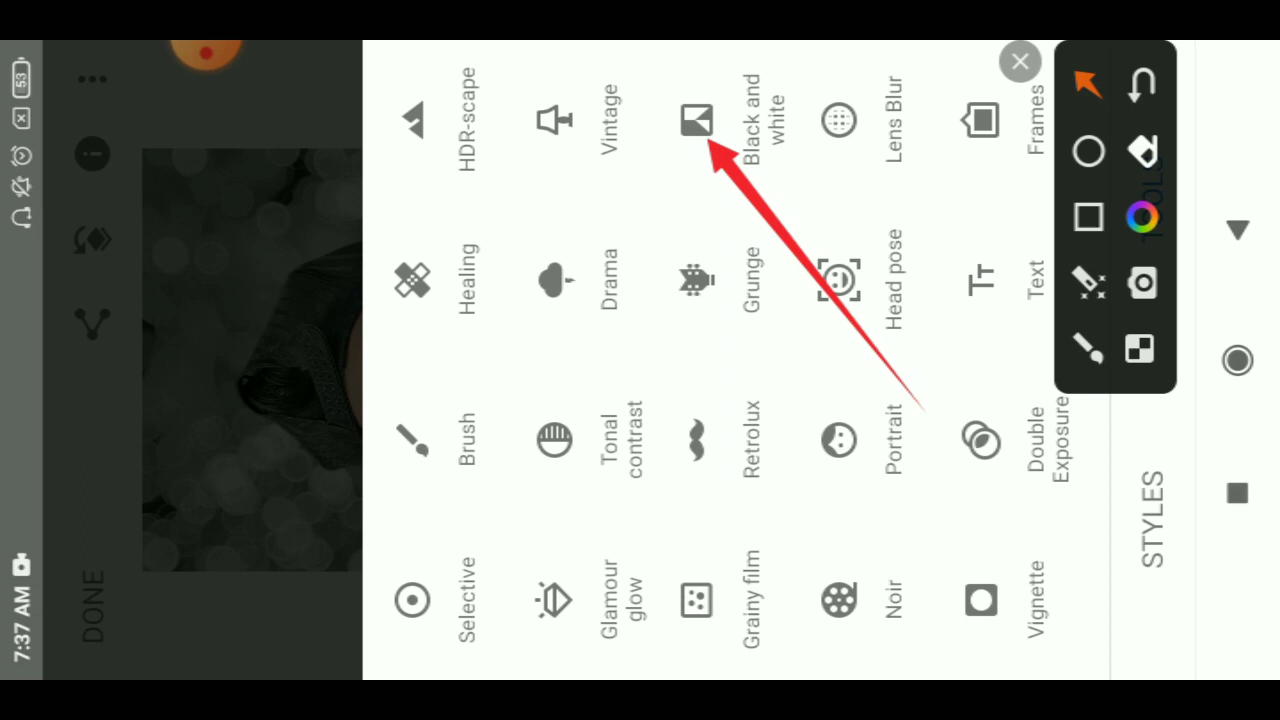 7:37 AM 53
DONE
Selective
Brush
Healing
HDR-scape
Glamour
glow
Tonal
contrast
Drama
Vintage
Grainy film
Retrolux
Grunge
Black and
white
Noir
Portrait
Head pose
Lens Blur
Vignette
Double
Exposure
Text
Frames
STYLES
TOOLS